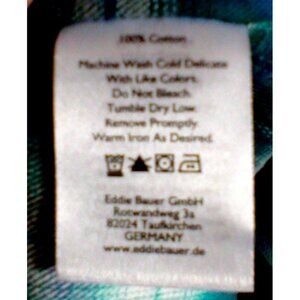 100% Cotton
Machine Wash Cold Delicate
With Like Colors.
Do Not Bleach.
Tumble Dry Low.
Remove Promptly.
Warm Iron As Desired.
Eddie Bauer GmbH
Rotwandweg 3a
82024 Taufkirchen
GERMANY
www.eddiebauer.de